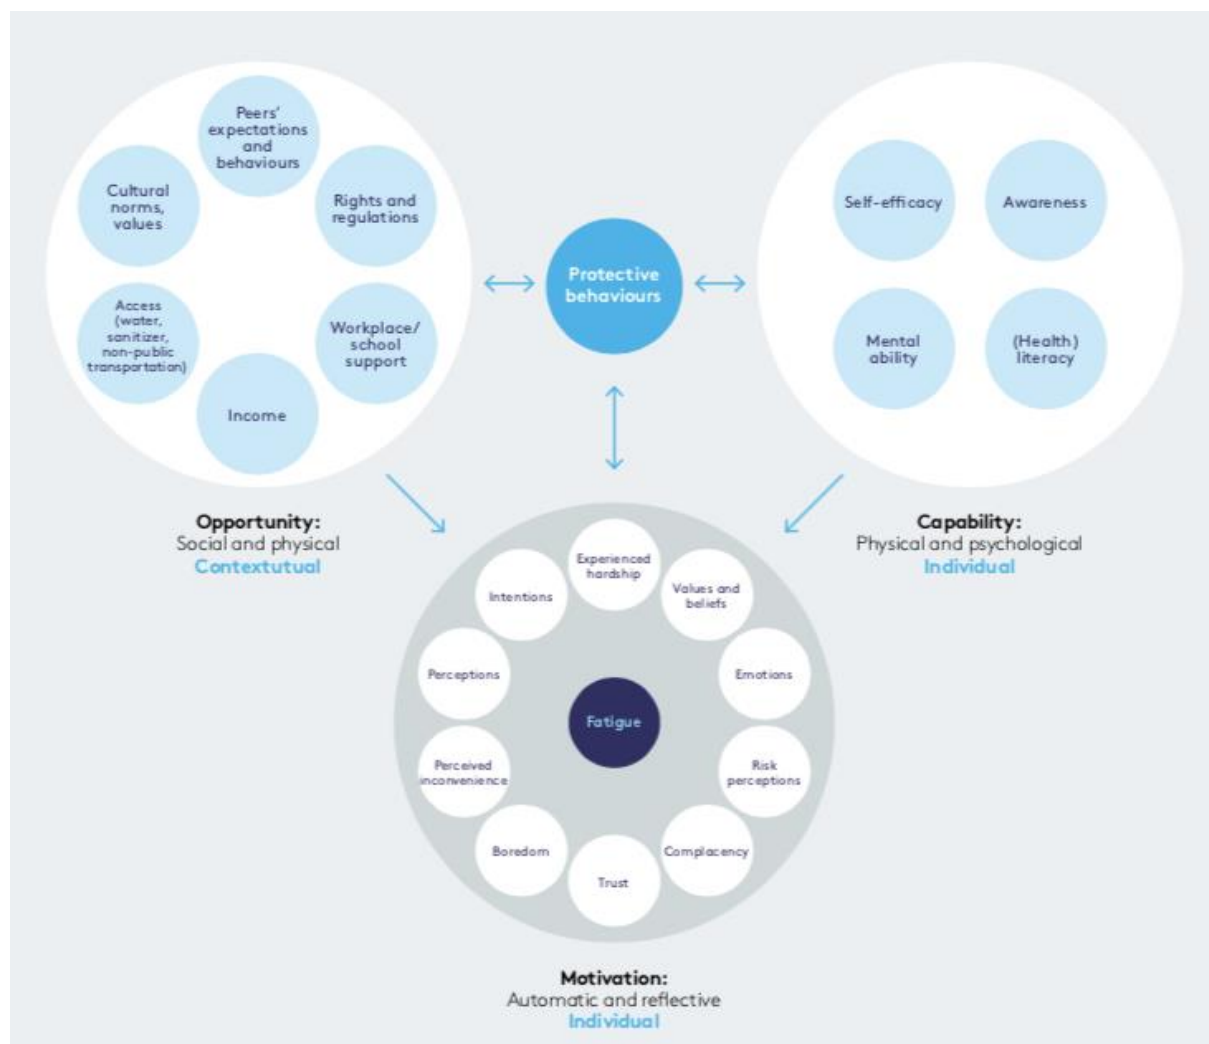 Peers'
expectations
and
behaviours
Cultural
norms,
values
Rights and
regulations
Access
(water,
sanitizer,
non-public
transportation)
Workplace/
school
support
Income
Opportunity:
Social and physical
Contextutual
Protective
behaviours
Self-efficacy
Awareness
Mental
ability
(Health)
literacy
Capability:
Physical and psychological
Individual
Experienced
hardship
Intentions
Values and
beliefs
Perceptions
Emotions
Fatigue
Perceived
inconvenience
Risk
perceptions
Boredom
Complacency
Trust
Motivation:
Automatic and reflective
Individual